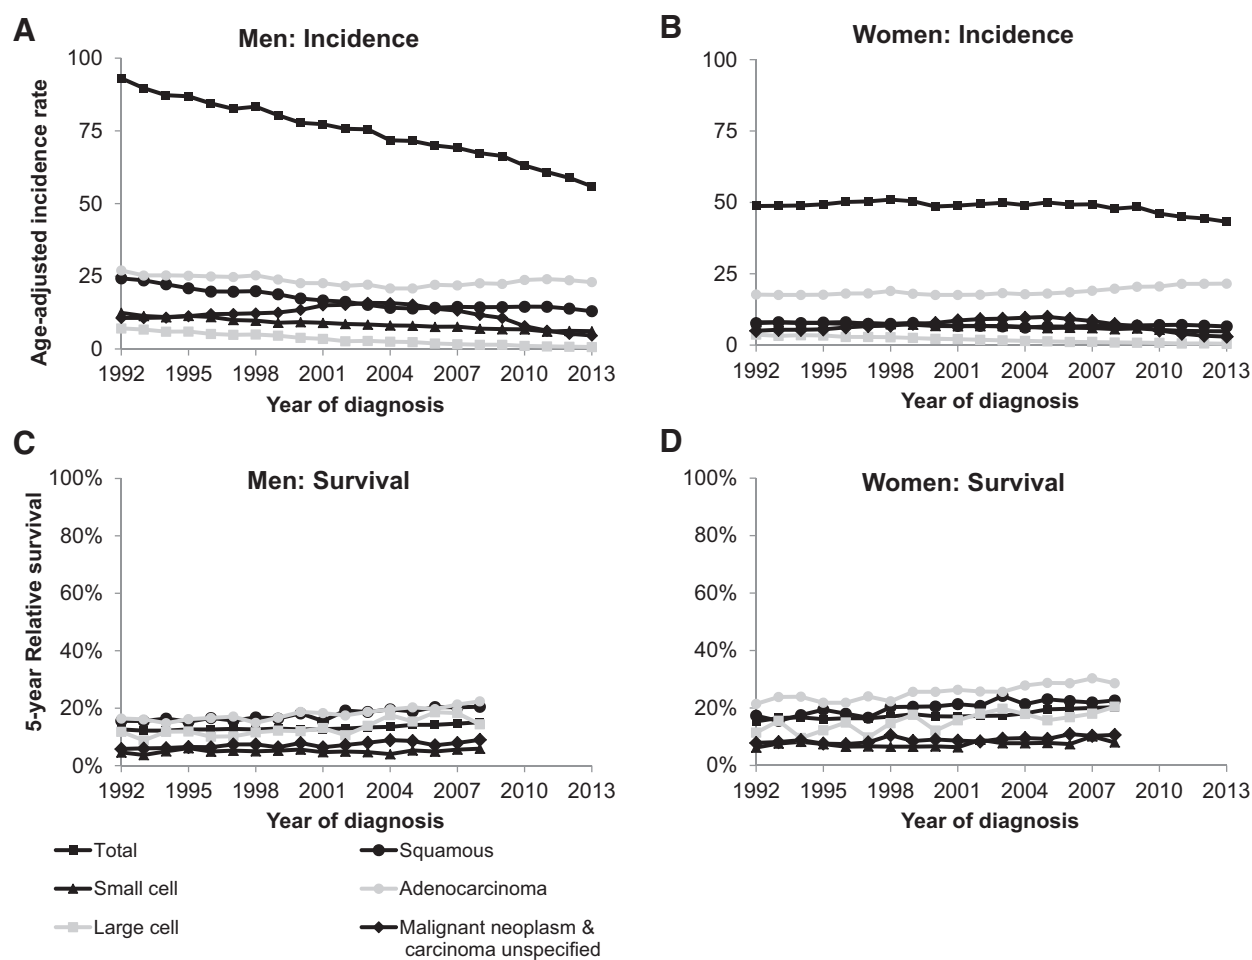 A
Men: Incidence
Age-adjusted incidence rate
100
75
50
25
0
1992 1995 1998 2001 2004 2007 2010 2013
Year of diagnosis
B
Women: Incidence
100
75
50
25
0
1992 1995 1998 2001 2004 2007 2010 2013
Year of diagnosis
C
Men: Survival
5-year Relative survival
100%
80%
60%
40%
20%
0%
1992 1995 1998 2001 2004 2007 2010 2013
Year of diagnosis
D
Women: Survival
100%
80%
60%
40%
20%
0%
1992 1995 1998 2001 2004 2007 2010 2013
Year of diagnosis
Total
Squamous
Small cell
Adenocarcinoma
Large cell
Malignant neoplasm &
carcinoma unspecified